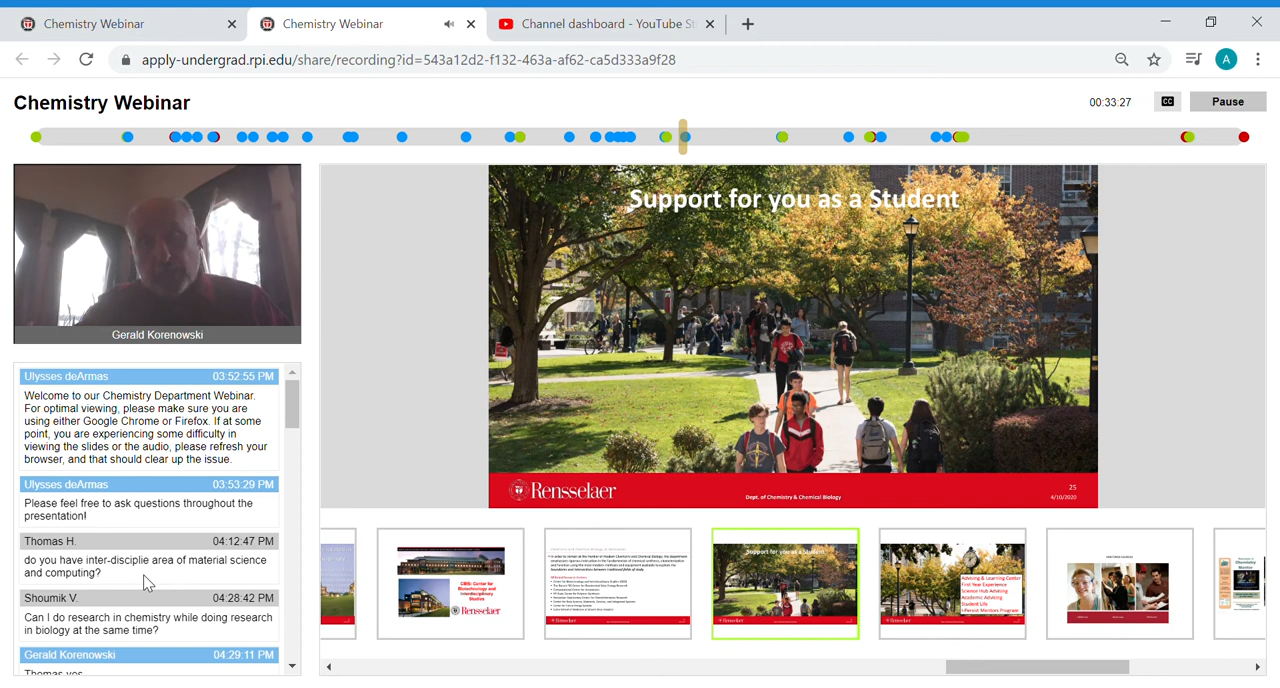 Chemistry Webinar
Chemistry Webinar
Channel dashboard - YouTube St
apply-undergrad.rpi.edu/share/recording?id=543a12d2-f132-463a-af62-ca5d333a9f28
A
Chemistry Webinar
00:33:27
CC
Pause
Gerald Korenowski
Support for you as a Student
Rensselaer
Dept. of Chemistry & Chemical Biology
25
4/10/2020
Ulysses deArmas 03:52:55 PM
Welcome to our Chemistry Department Webinar.
For optimal viewing, please make sure you are
using either Google Chrome or Firefox. If at some
point, you are experiencing some difficulty in
viewing the slides or the audio, please refresh your
browser, and that should clear up the issue.
Ulysses deArmas 03:53:29 PM
Please feel free to ask questions throughout the
presentation!
Thomas H. 04:12:47 PM
do you have inter-disciplie area of material science
and computing?
Shoumik V. 04:28:42 PM
Can I do research in chemistry while doing research
in biology at the same time?
Gerald Korenowski 04:29:11 PM
Thomas yes
CBIS: Center for
Biotechnology and
Interdisciplinary
Studies
Rensselaer
Support for you as a Student
Advising & Learning Center
First Year Experience
Science Hub Advising
Academic Advising
Student Life